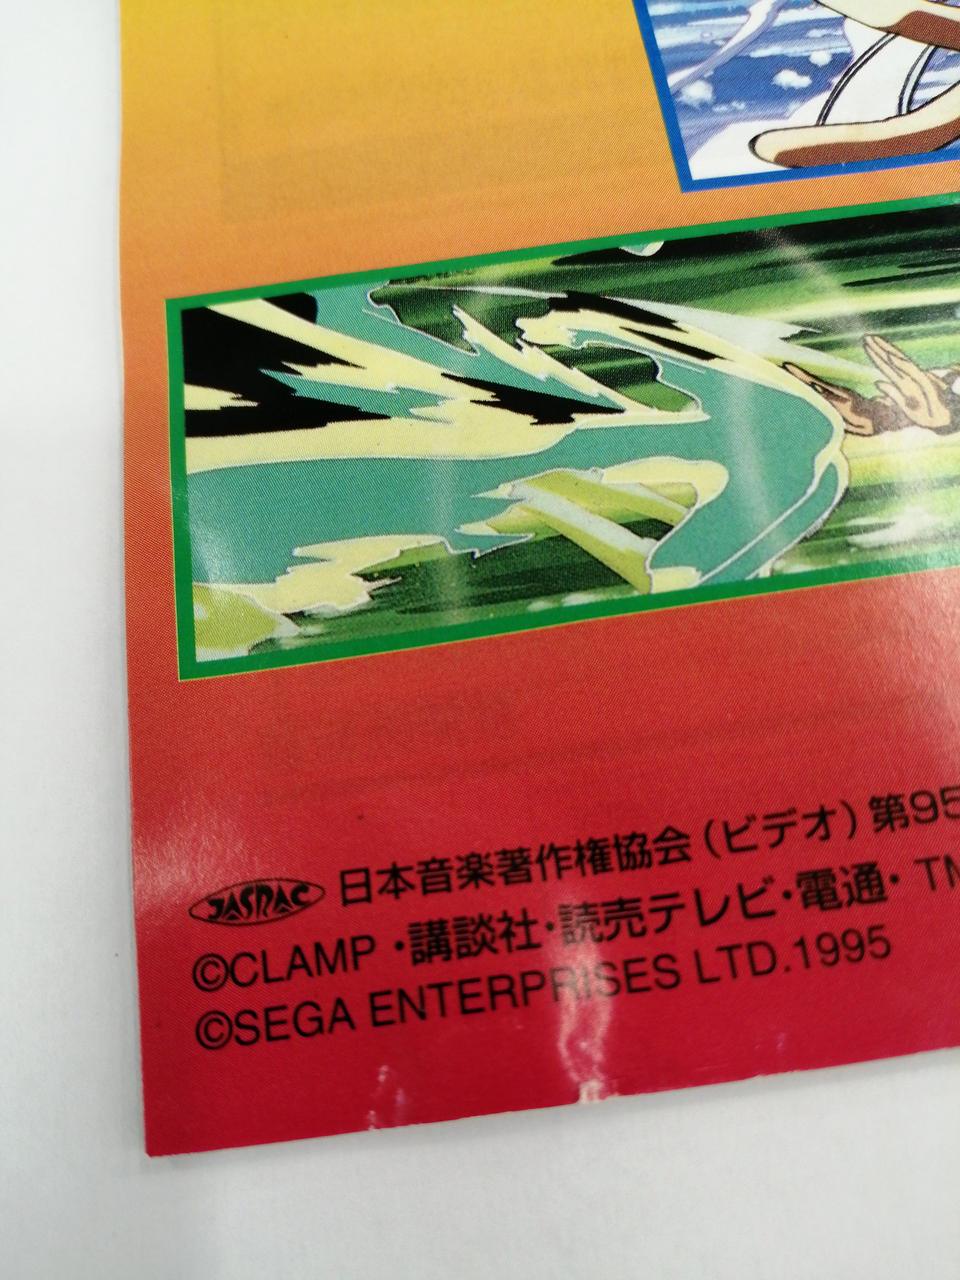 JASRAC 日本音楽著作権協会(ビデオ)第95
©CLAMP・講談社・読売テレビ・電通・TM
©SEGA ENTERPRISES LTD.1995